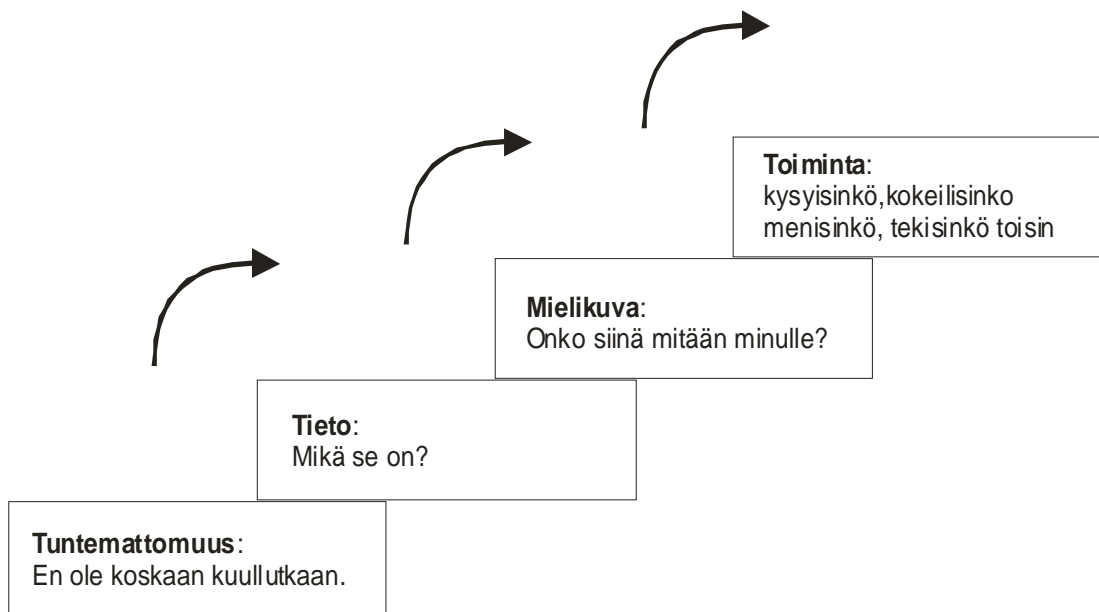 Toiminta:
kysyisinkö,kokeilisinko
menisinkö, tekisinkö toisin
Mielikuva:
Onko siinä mitään minulle?
Tieto:
Mikä se on?
Tuntemattomuus:
En ole koskaan kuullutkaan.